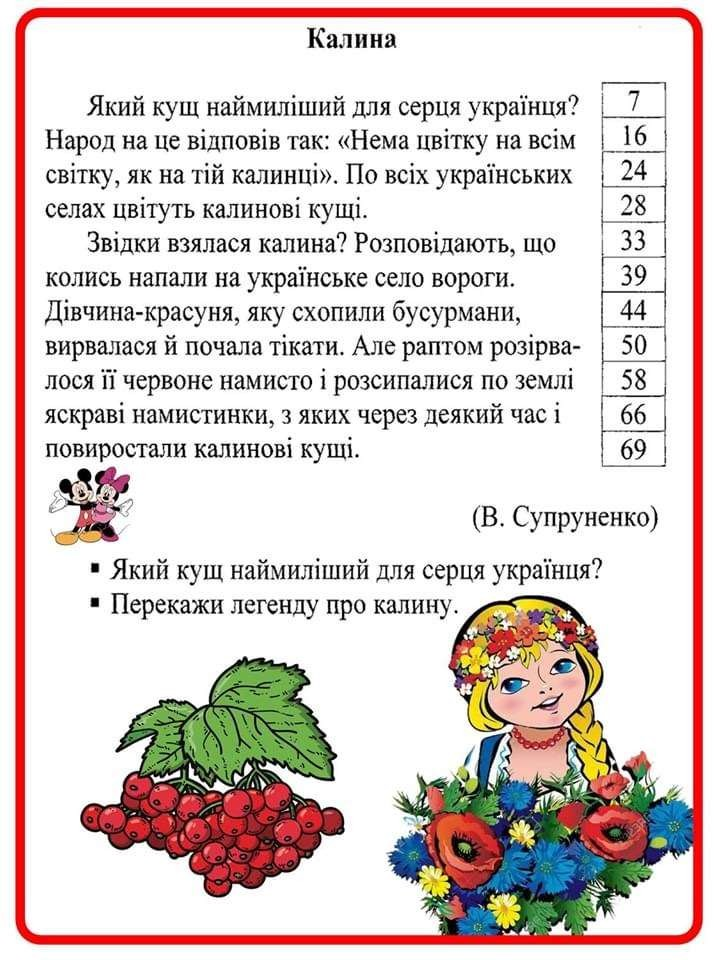 Калина
Який кущ наймиліший для серця українця? 7
Народ на це відповів так: «Нема цвітку на всім 16
світку, як на тій калинці». По всіх українських 24
селах цвітуть калинові кущі. 28
Звідки взялася калина? Розповідають, що 33
колись напали на українське село вороги. 39
Дівчина-красуня, яку схопили бусурмани, 44
вирвалася й почала тікати. Але раптом розірва- 50
лося її червоне намисто і розсипалися по землі 58
яскраві намистинки, з яких через деякий час і 66
повиростали калинові кущі. 69
(В. Супруненко)
▪ Який кущ наймиліший для серця українця?
▪ Перекажи легенду про калину.